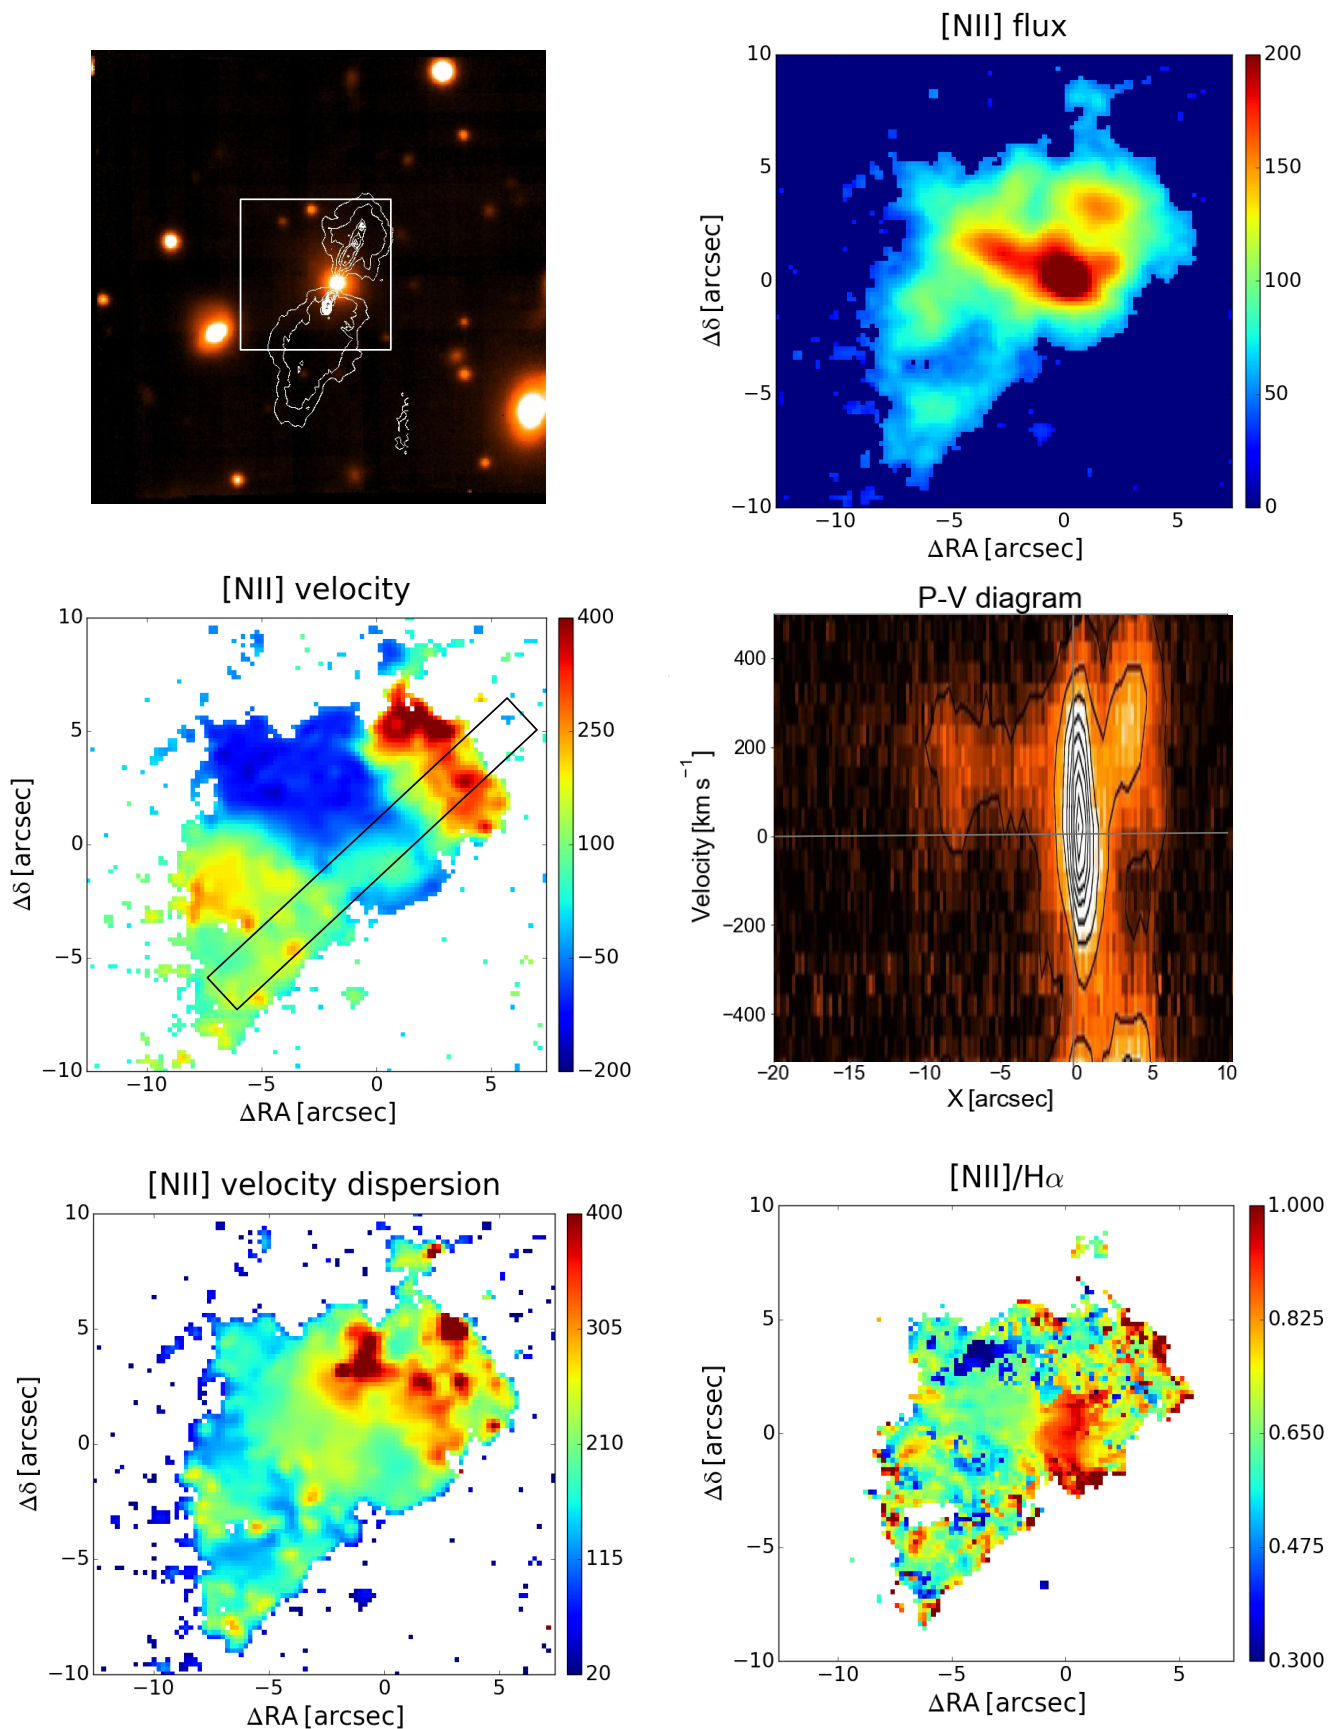 [NII] flux
10
5
0
−5
−10
Δδ [arcsec]
−10 −5 0 5
ΔRA [arcsec]
200
150
100
50
0
[NII] velocity
10
5
0
−5
−10
Δδ [arcsec]
−10 −5 0 5
ΔRA [arcsec]
400
250
100
−50
−200
P-V diagram
400
200
0
−200
−400
Velocity [km s⁻¹]
−20 −15 −10 −5 0 5 10
X [arcsec]
[NII] velocity dispersion
10
5
0
−5
−10
Δδ [arcsec]
−10 −5 0 5
ΔRA [arcsec]
400
305
210
115
20
[NII]/Hα
10
5
0
−5
−10
Δδ [arcsec]
−10 −5 0 5
ΔRA [arcsec]
1.000
0.825
0.650
0.475
0.300